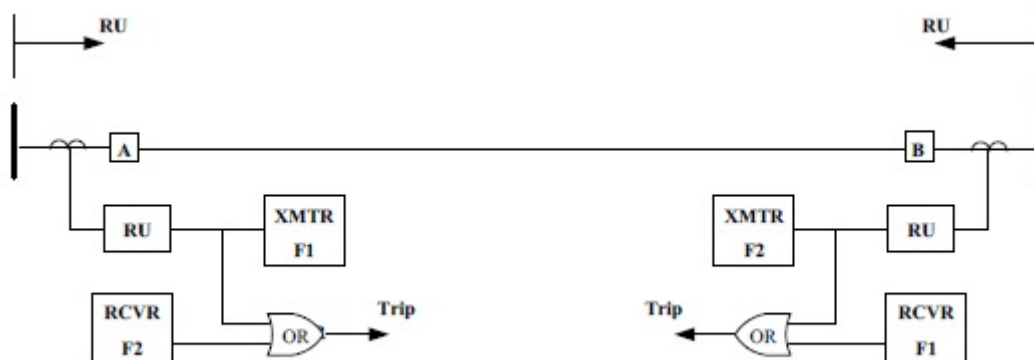 RU RU
A B
RU XMTR F1 XMTR F2 RU
RCVR F2 OR Trip Trip OR RCVR F1